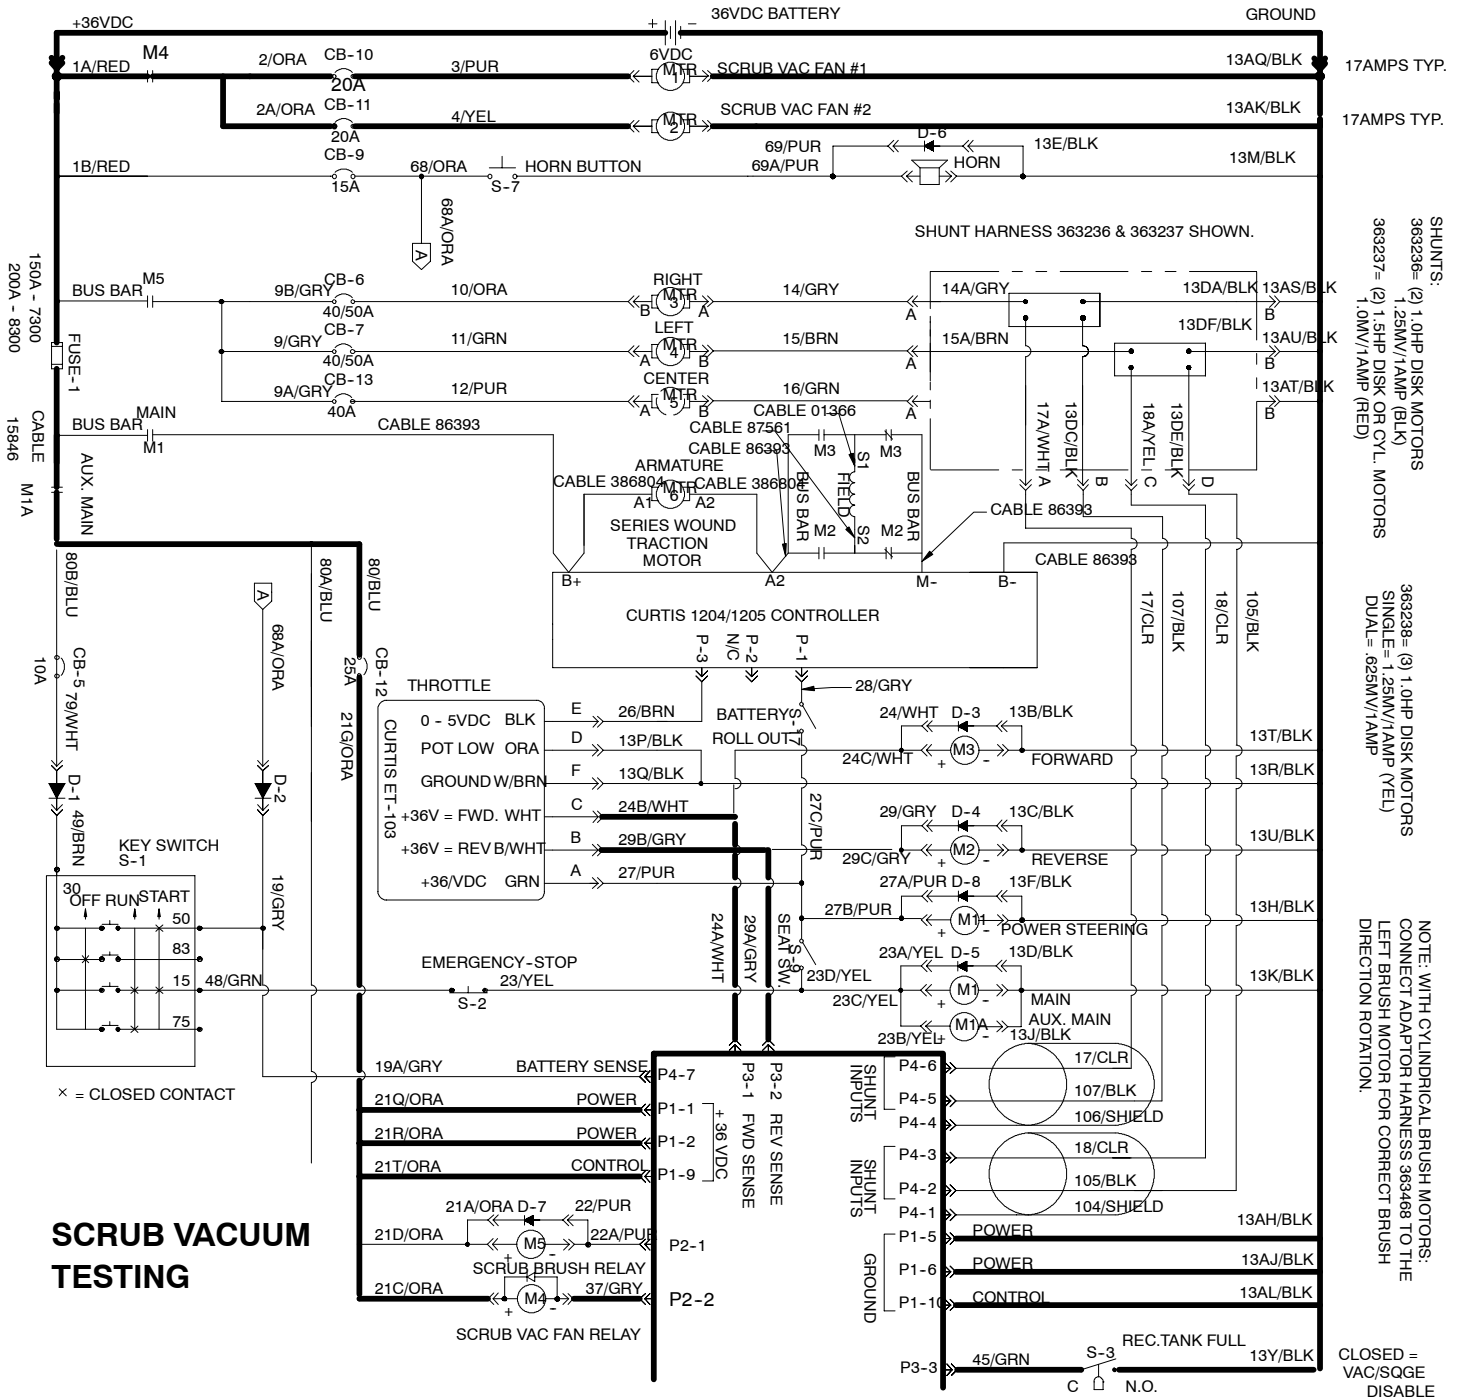 +36VDC
36VDC BATTERY
GROUND
+
−
1A/RED
M4
2/ORA
CB-10
20A
3/PUR
6VDC
MTR
1
SCRUB VAC FAN #1
13AQ/BLK
17AMPS TYP.
2A/ORA
CB-11
20A
4/YEL
MTR
2
SCRUB VAC FAN #2
13AK/BLK
17AMPS TYP.
1B/RED
CB-9
15A
68/ORA
S-7
HORN BUTTON
69/PUR
69A/PUR
D-6
HORN
13E/BLK
13M/BLK
68A/ORA
A
SHUNT HARNESS 363236 & 363237 SHOWN.
SHUNTS:
363236= (2) 1.0HP DISK MOTORS
1.25MV/1AMP (BLK)
363237= (2) 1.5HP DISK OR CYL. MOTORS
1.0MV/1AMP (RED)
150A - 7300
200A - 8300
FUSE-1
BUS BAR
M5
9B/GRY
CB-6
40/50A
10/ORA
RIGHT
B
MTR
3
A
14/GRY
A
14A/GRY
13DA/BLK
13AS/BLK
B
9/GRY
CB-7
40/50A
11/GRN
LEFT
A
MTR
4
B
15/BRN
A
15A/BRN
13DF/BLK
13AU/BLK
B
9A/GRY
CB-13
40A
12/PUR
CENTER
A
MTR
5
B
16/GRN
A
13AT/BLK
B
CABLE
15846
BUS BAR
MAIN
M1
CABLE 86393
CABLE 01366
CABLE 87561
CABLE 86393
M3
M3
S1
FIELD
S2
BUS BAR
BUS BAR
M2
M2
17A/WHT
A
13DC/BLK
B
18A/YEL
C
13DE/BLK
D
AUX. MAIN
M1A
ARMATURE
CABLE 386804
MTR
6
CABLE 386804
A1
A2
SERIES WOUND
TRACTION
MOTOR
CABLE 86393
CABLE 86393
B+
A2
M-
B-
CURTIS 1204/1205 CONTROLLER
P-3
P-2
N/C
P-1
17/CLR
107/BLK
18/CLR
105/BLK
363238= (3) 1.0HP DISK MOTORS
SINGLE= 1.25MV/1AMP (YEL)
DUAL= .625MV/1AMP
80B/BLU
80A/BLU
80/BLU
A
68A/ORA
CB-5
10A
79/WHT
D-1
49/BRN
D-2
19/GRY
CB-12
25A
21G/ORA
THROTTLE
CURTIS ET-103
0 - 5VDC BLK
E
26/BRN
POT LOW ORA
D
13P/BLK
GROUND W/BRN
F
13Q/BLK
+36V = FWD. WHT
C
24B/WHT
+36V = REV B/WHT
B
29B/GRY
+36/VDC GRN
A
27/PUR
28/GRY
BATTERY
ROLL OUT
S-17
27C/PUR
24/WHT
D-3
13B/BLK
24C/WHT
M3
+
-
FORWARD
13T/BLK
13R/BLK
29/GRY
D-4
13C/BLK
29C/GRY
M2
+
-
REVERSE
13U/BLK
27A/PUR
D-8
13F/BLK
27B/PUR
M11
+
-
POWER STEERING
13H/BLK
23A/YEL
D-5
13D/BLK
23D/YEL
23C/YEL
M1
+
-
MAIN
13K/BLK
AUX. MAIN
M1A
+
-
23B/YEL
13J/BLK
SEAT SW.
S-9
24A/WHT
29A/GRY
NOTE: WITH CYLINDRICAL BRUSH MOTORS:
CONNECT ADAPTOR HARNESS 363468 TO THE
LEFT BRUSH MOTOR FOR CORRECT BRUSH
DIRECTION ROTATION.
KEY SWITCH
S-1
30
OFF RUN START
50
83
15
75
48/GRN
EMERGENCY-STOP
23/YEL
S-2
× = CLOSED CONTACT
19A/GRY
BATTERY SENSE
P4-7
21Q/ORA
POWER
P1-1
21R/ORA
POWER
P1-2
21T/ORA
CONTROL
P1-9
+ 36 VDC
P3-1 FWD SENSE
P3-2 REV SENSE
21A/ORA
D-7
22/PUR
21D/ORA
M5
+
-
22A/PUR
P2-1
SCRUB BRUSH RELAY
21C/ORA
M4
+
-
37/GRY
P2-2
SCRUB VAC FAN RELAY
SHUNT
INPUTS
P4-6
17/CLR
P4-5
107/BLK
P4-4
106/SHIELD
SHUNT
INPUTS
P4-3
18/CLR
P4-2
105/BLK
P4-1
104/SHIELD
GROUND
P1-5
POWER
13AH/BLK
P1-6
POWER
13AJ/BLK
P1-10
CONTROL
13AL/BLK
P3-3
45/GRN
S-3
REC.TANK FULL
C
N.O.
13Y/BLK
CLOSED =
VAC/SQGE
DISABLE
SCRUB VACUUM
TESTING